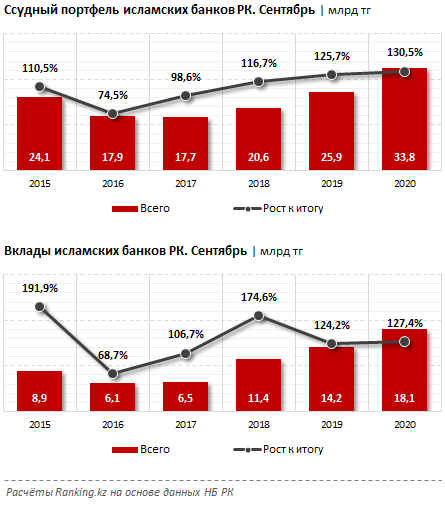 Ссудный портфель исламских банков РК. Сентябрь | млрд тг
110,5% 74,5% 98,6% 116,7% 125,7% 130,5%
24,1 17,9 17,7 20,6 25,9 33,8
2015 2016 2017 2018 2019 2020
Всего Рост к итогу
Вклады исламских банков РК. Сентябрь | млрд тг
191,9% 68,7% 106,7% 174,6% 124,2% 127,4%
8,9 6,1 6,5 11,4 14,2 18,1
2015 2016 2017 2018 2019 2020
Всего Рост к итогу
Расчёты Ranking.kz на основе данных НБ РК